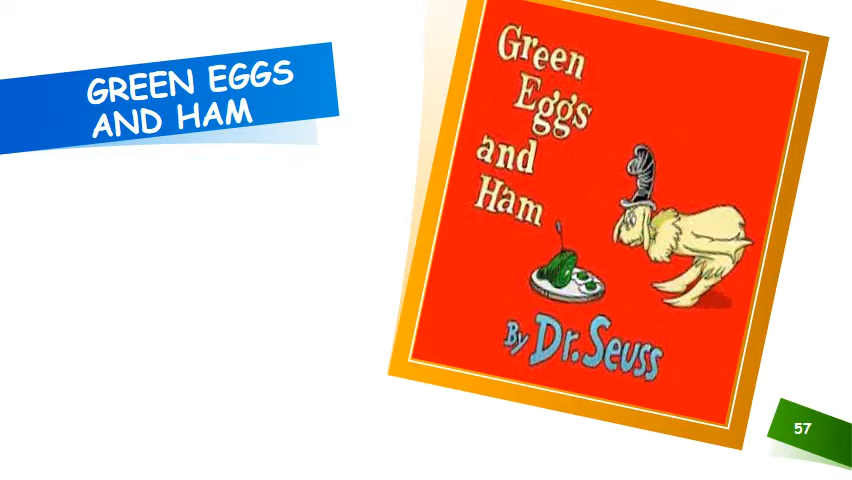 GREEN EGGS
AND HAM
Green
Eggs
and
Ham
By Dr. Seuss
57